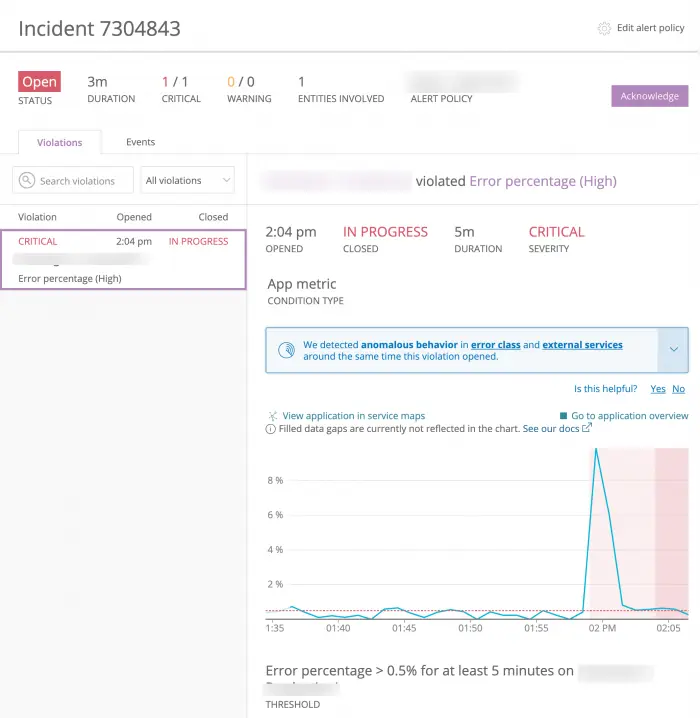 Incident 7304843
Edit alert policy
Open
STATUS
3m
DURATION
1 / 1
CRITICAL
0 / 0
WARNING
1
ENTITIES INVOLVED
ALERT POLICY
Acknowledge
Violations
Events
Search violations
All violations
Violation Opened Closed
CRITICAL 2:04 pm IN PROGRESS
Error percentage (High)
violated Error percentage (High)
2:04 pm
OPENED
IN PROGRESS
CLOSED
5m
DURATION
CRITICAL
SEVERITY
App metric
CONDITION TYPE
We detected anomalous behavior in error class and external services
around the same time this violation opened.
Is this helpful? Yes No
View application in service maps
Go to application overview
Filled data gaps are currently not reflected in the chart. See our docs
8 %
6 %
4 %
2 %
1:35 01:40 01:45 01:50 01:55 02 PM 02:05
Error percentage > 0.5% for at least 5 minutes on
THRESHOLD